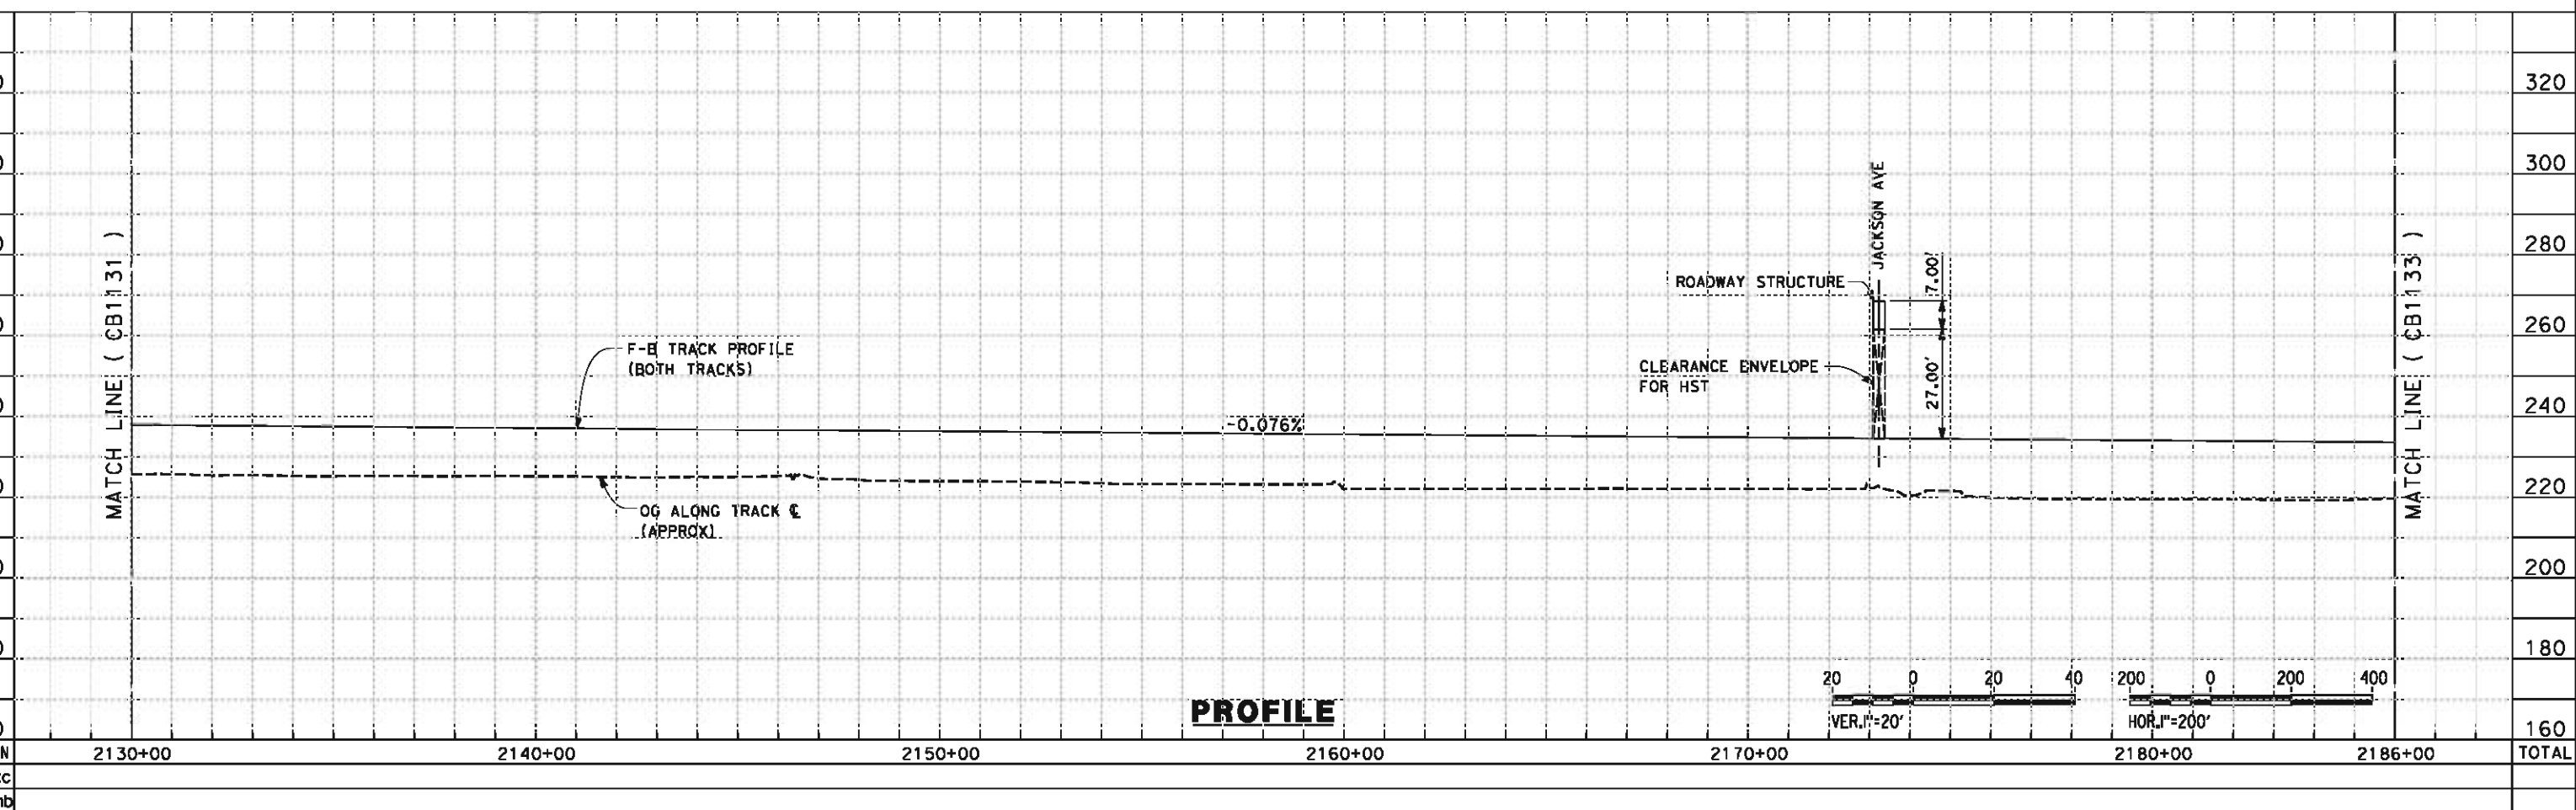 320
300
280
260
240
220
200
180
160
MATCH LINE ( CB1131 )
MATCH LINE ( CB1133 )
JACKSON AVE
ROADWAY STRUCTURE
7.00'
CLEARANCE ENVELOPE
FOR HST
27.00'
F-B TRACK PROFILE
(BOTH TRACKS)
-0.076%
OG ALONG TRACK ℄
(APPROX)
PROFILE
20 0 20 40
VER.1"=20'
200 0 200 400
HOR.1"=200'
2130+00 2140+00 2150+00 2160+00 2170+00 2180+00 2186+00 TOTAL